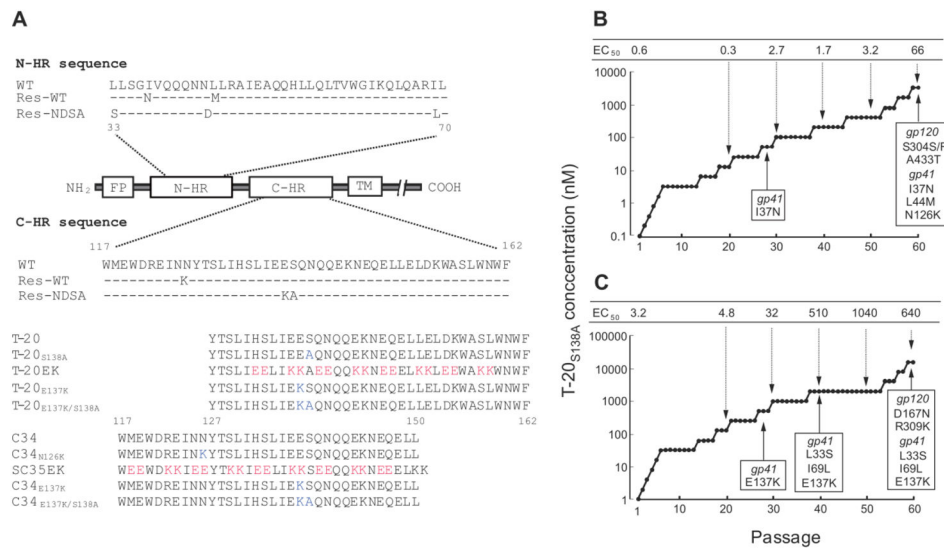 A
N-HR sequence
WT LLSGIVQQQNNLLRAIEAQQHLLQLTVWGIKQLQARIL
Res-WT ----N-------M--------------------------
Res-NDSA S----------D------------------------L-
33 70
NH2 FP N-HR C-HR TM COOH
C-HR sequence
117 162
WT WMEWDREINNYTSLIHSLIEESQNQQEKNEQELLELDKWASLWNWF
Res-WT ---------K------------------------------------
Res-NDSA --------------------KA------------------------
T-20 YTSLIHSLIEESQNQQEKNEQELLELDKWASLWNWF
T-20S138A YTSLIHSLIEEAQNQQEKNEQELLELDKWASLWNWF
T-20EK YTSLIEELIKKAEEQQKKNEEELKKLEEWAKKWNWF
T-20E137K YTSLIHSLIEKSQNQQEKNEQELLELDKWASLWNWF
T-20E137K/S138A YTSLIHSLIEKAQNQQEKNEQELLELDKWASLWNWF
117 127 150 162
C34 WMEWDREINNYTSLIHSLIEESQNQQEKNEQELL
C34N126K WMEWDREINKYTSLIHSLIEESQNQQEKNEQELL
SC35EK WEEWDKKIEEYTKKIEELIKKSEEQQKKNEEELKK
C34E137K WMEWDREINNYTSLIHSLIEKSQNQQEKNEQELL
C34E137K/S138A WMEWDREINNYTSLIHSLIEKAQNQQEKNEQELL
B
EC50 0.6 0.3 2.7 1.7 3.2 66
10000
1000
100
10
1
0.1
gp41
I37N
gp120
S304S/F
A433T
gp41
I37N
L44M
N126K
1 10 20 30 40 50 60
T-20S138A conccentration (nM)
C
EC50 3.2 4.8 32 510 1040 640
100000
10000
1000
100
10
1
gp41
E137K
gp41
L33S
I69L
E137K
gp120
D167N
R309K
gp41
L33S
I69L
E137K
1 10 20 30 40 50 60
Passage